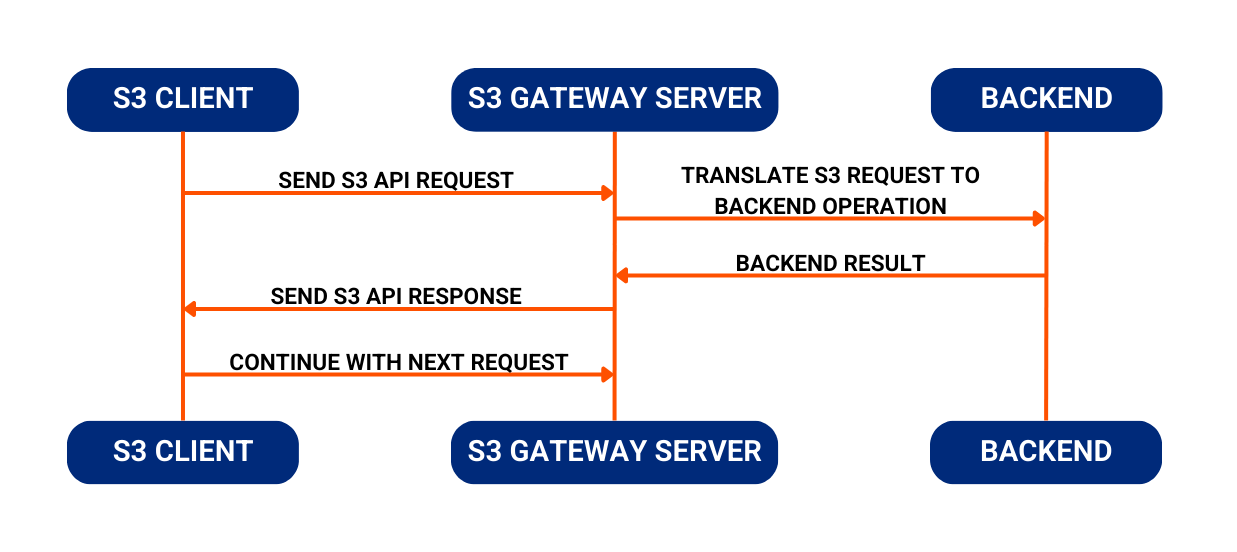 S3 CLIENT
S3 GATEWAY SERVER
BACKEND
SEND S3 API REQUEST
TRANSLATE S3 REQUEST TO
BACKEND OPERATION
BACKEND RESULT
SEND S3 API RESPONSE
CONTINUE WITH NEXT REQUEST
S3 CLIENT
S3 GATEWAY SERVER
BACKEND